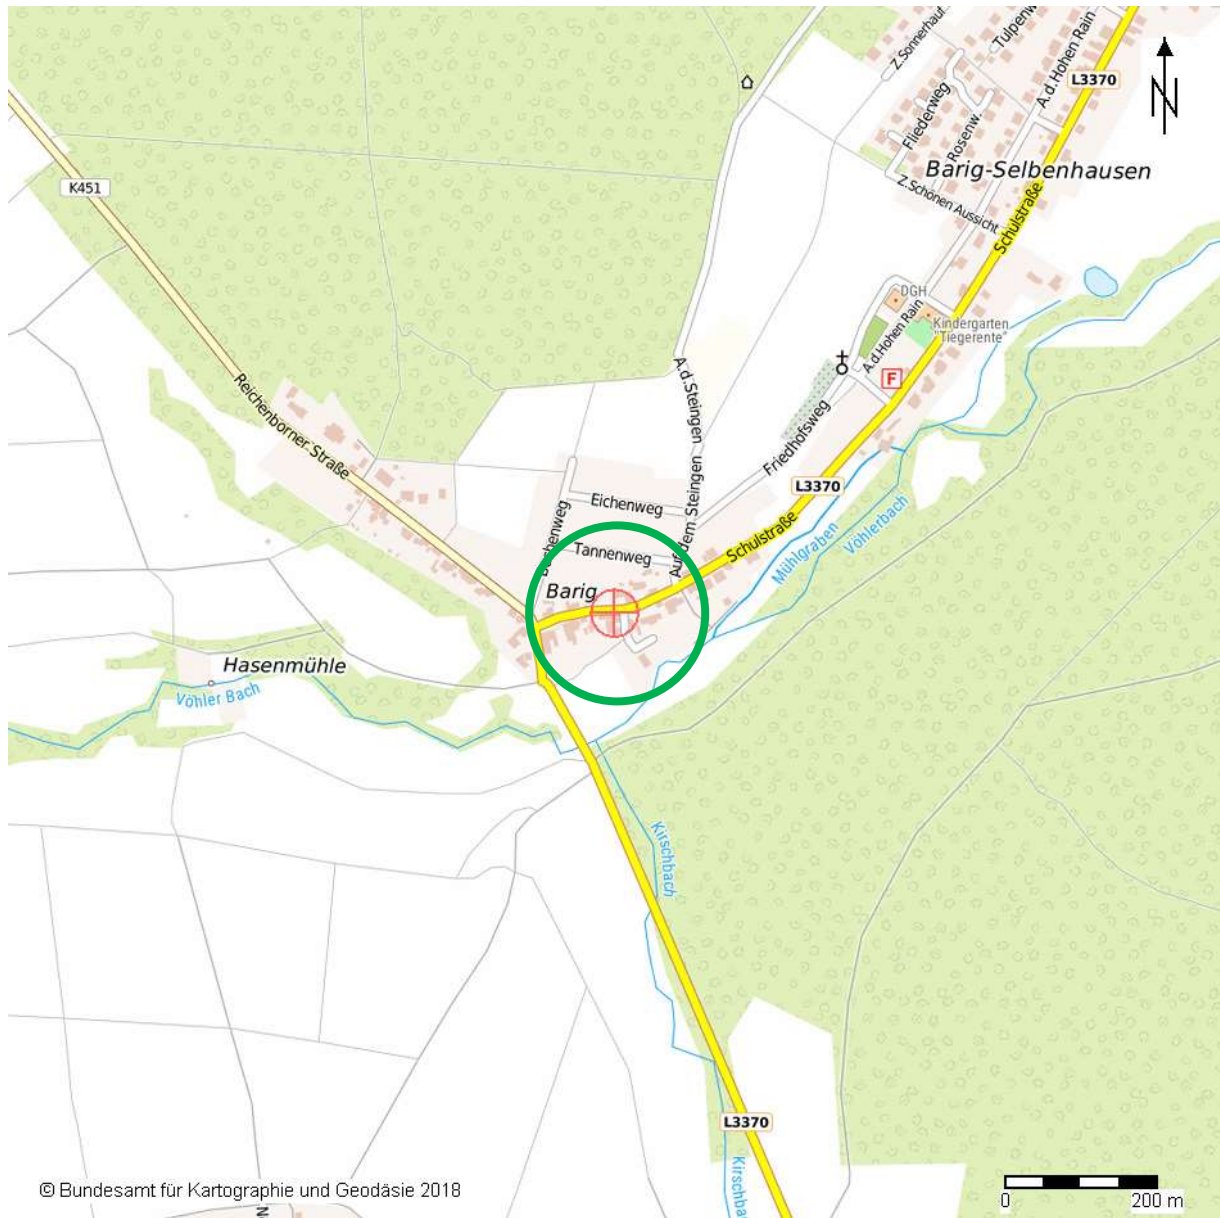 Z.Sonnerhauf
Tulpenw
A.d.Hohen Rain
L3370
N
Fliederweg
Rosenw.
Barig-Selbenhausen
K451
Z.Schönen Aussicht
Schulstraße
DGH
A.d.Hohen Rain
Kindergarten
"Tiegerente"
F
A.d.Steingen
Reichenborner Straße
Friedhofsweg
L3370
Eichenweg
Auf dem Steingen
Schulstraße
Mühlgraben
Vöhlerbach
Tannenweg
Barig
Hasenmühle
Vöhler Bach
Kirschbach
L3370
Kirschba
© Bundesamt für Kartographie und Geodäsie 2018
0
200 m